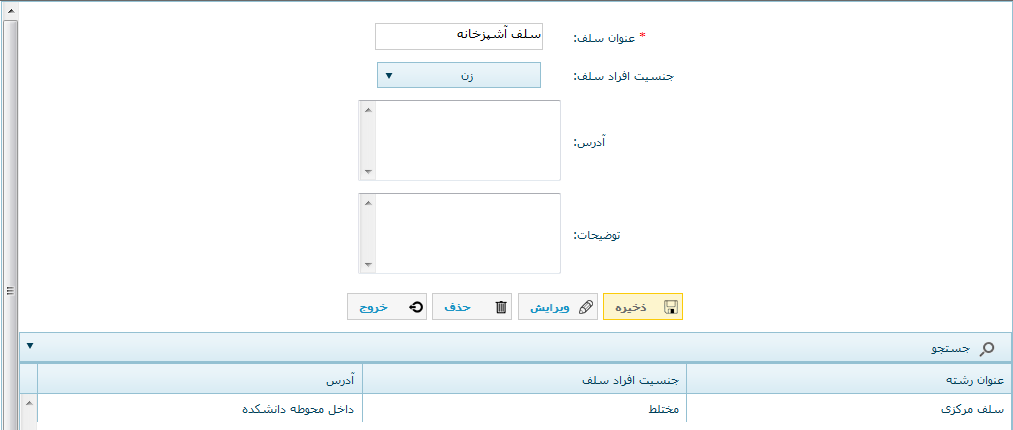 * عنوان سلف: سلف آشپزخانه
جنسیت افراد سلف: زن
آدرس:
توضیحات:
ذخیره ویرایش حذف خروج
جستجو
عنوان رشته جنسیت افراد سلف آدرس
سلف مرکزی مختلط داخل محوطه دانشکده